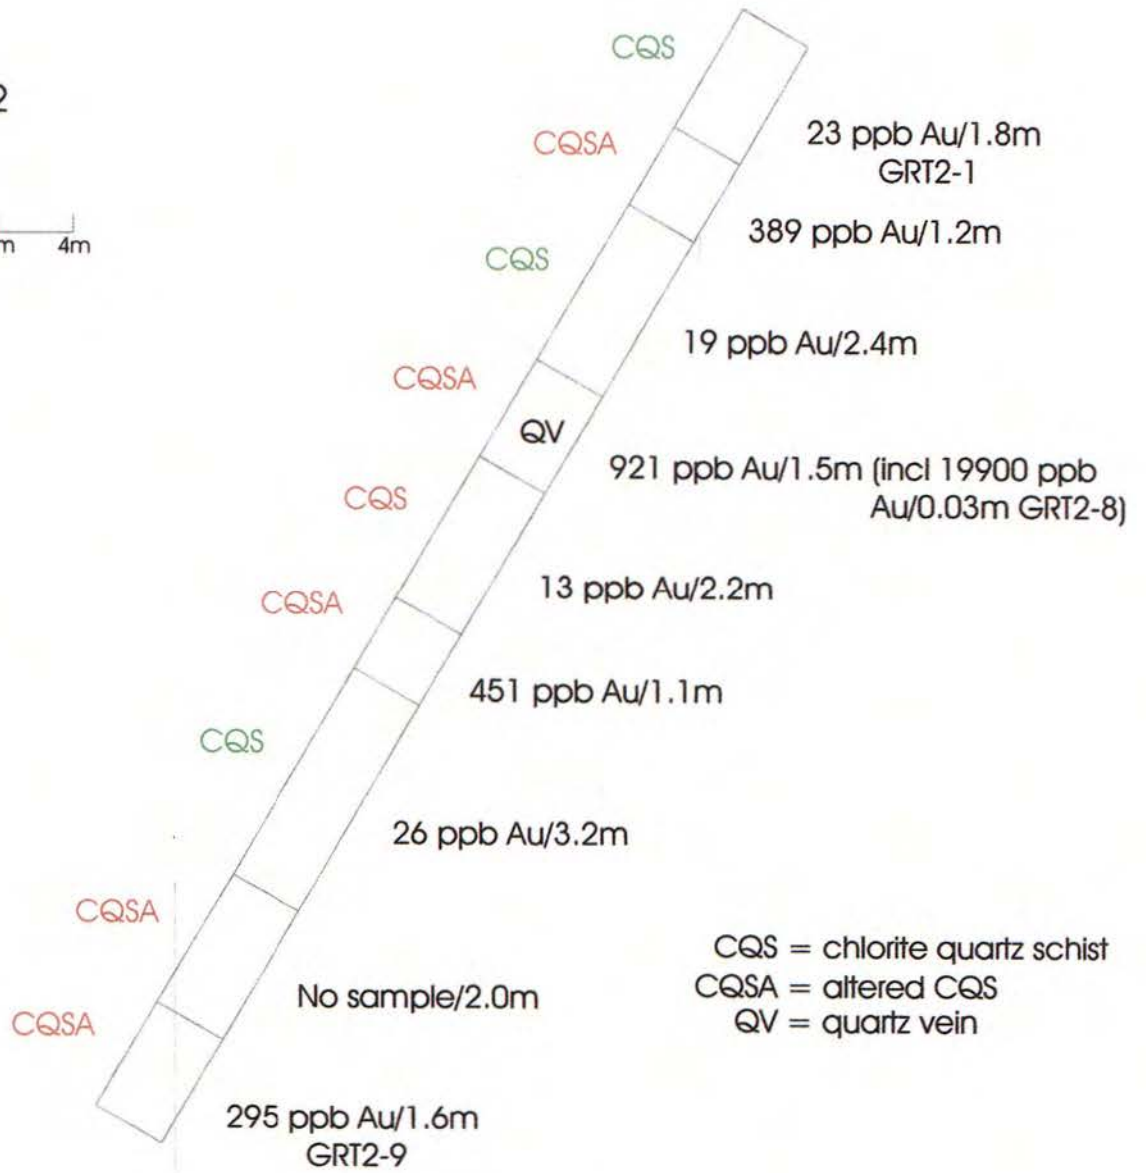 CQS
2
CQSA
23 ppb Au/1.8m
GRT2-1
m 4m
389 ppb Au/1.2m
CQS
19 ppb Au/2.4m
CQSA
QV
921 ppb Au/1.5m (incl 19900 ppb
Au/0.03m GRT2-8)
CQS
13 ppb Au/2.2m
CQSA
451 ppb Au/1.1m
CQS
26 ppb Au/3.2m
CQSA
No sample/2.0m
CQSA
295 ppb Au/1.6m
GRT2-9
CQS = chlorite quartz schist
CQSA = altered CQS
QV = quartz vein